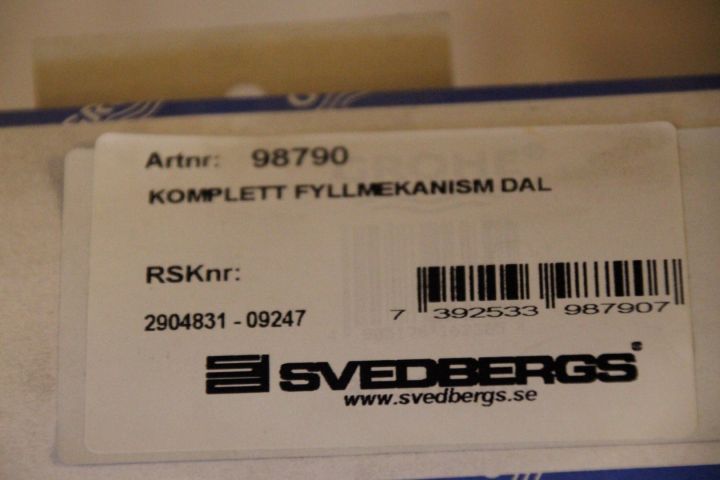 Artnr: 98790
KOMPLETT FYLLMEKANISM DAL
RSKnr:
2904831 - 09247
7 392533 987907
SVEDBERGS®
www.svedbergs.se